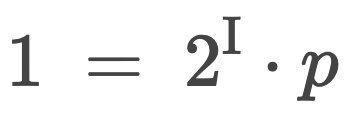 1 = 2^I · p